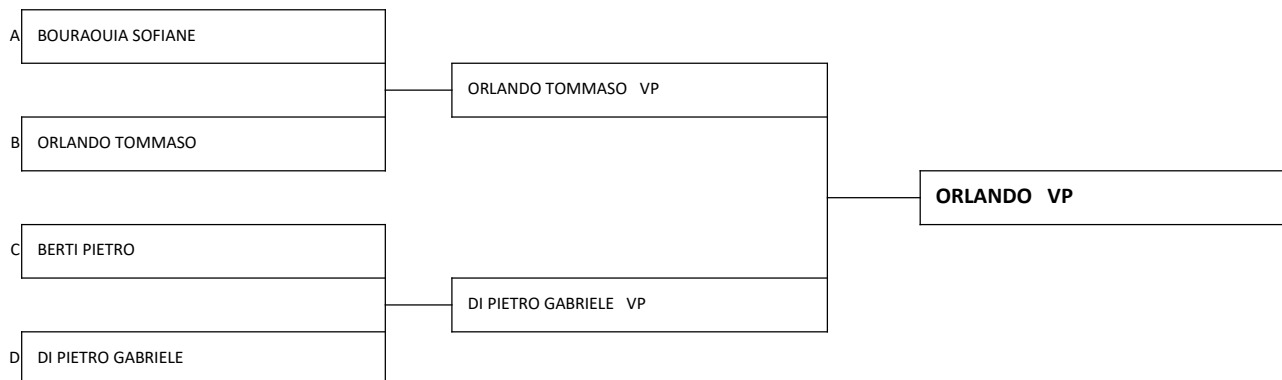 A BOURAOUIA SOFIANE
ORLANDO TOMMASO VP
B ORLANDO TOMMASO
ORLANDO VP
C BERTI PIETRO
DI PIETRO GABRIELE VP
D DI PIETRO GABRIELE